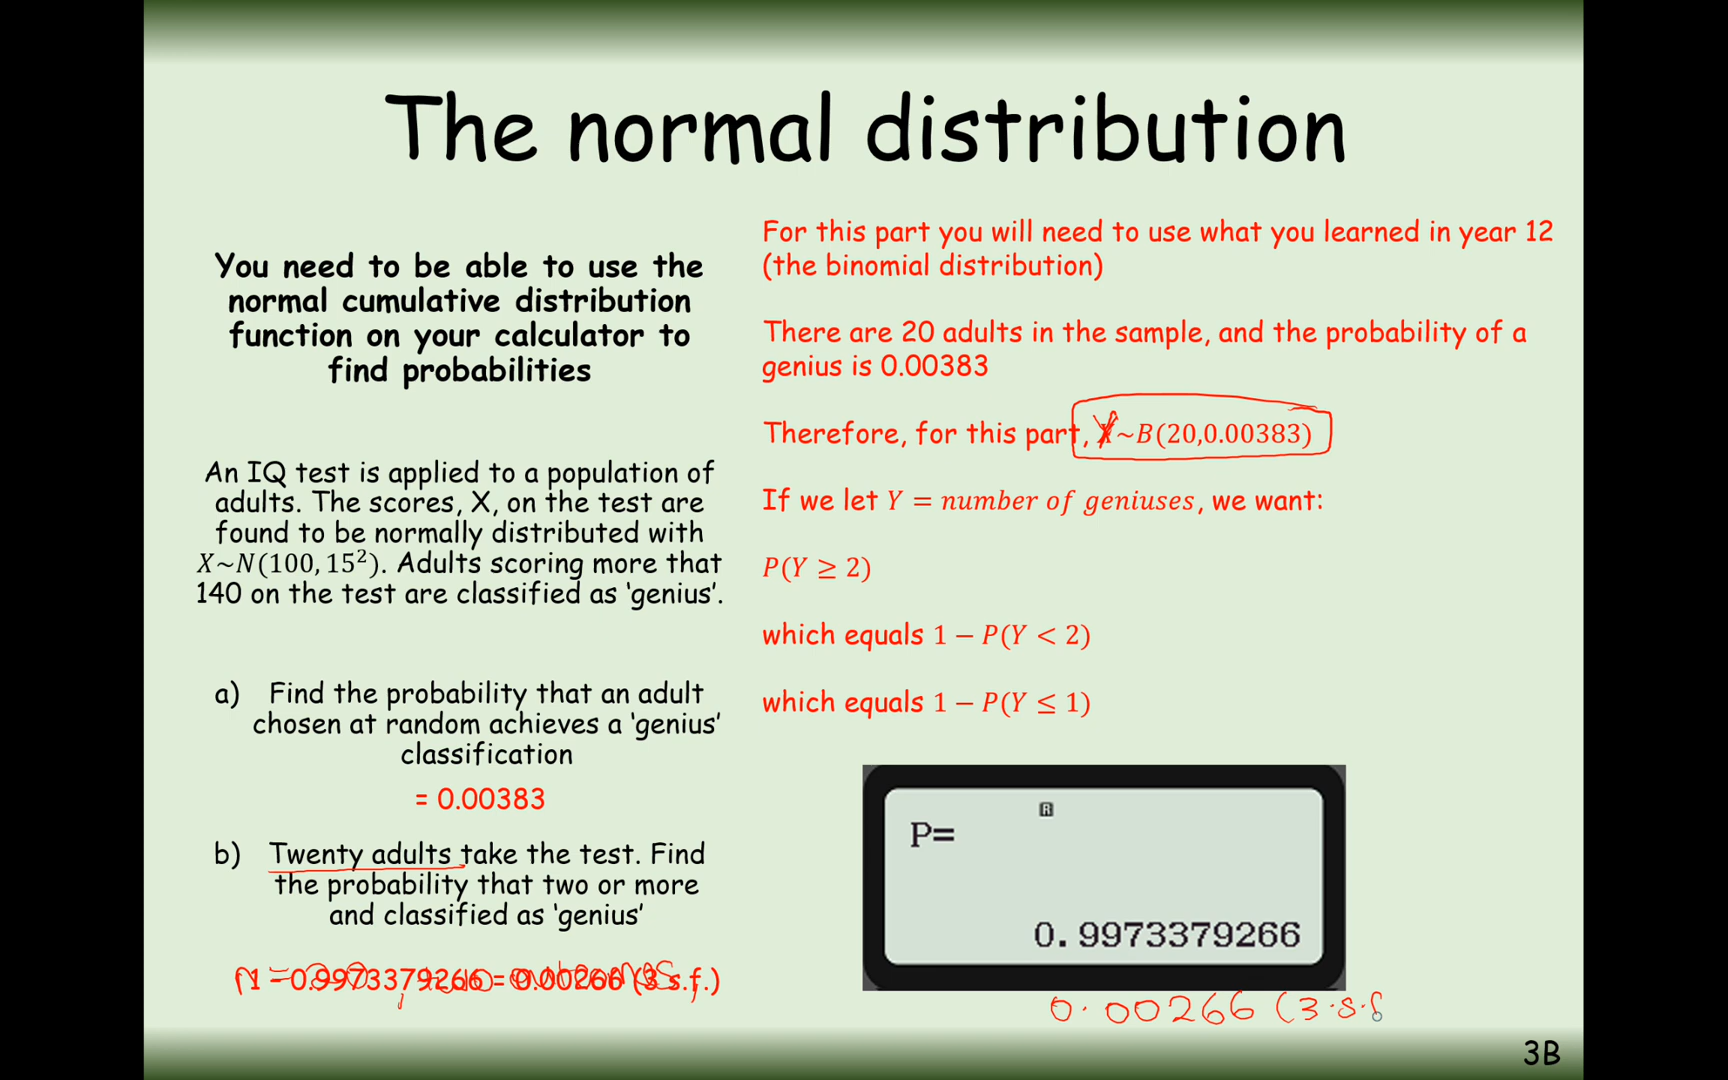 The normal distribution
You need to be able to use the
normal cumulative distribution
function on your calculator to
find probabilities
An IQ test is applied to a population of
adults. The scores, X, on the test are
found to be normally distributed with
X~N(100, 15²). Adults scoring more that
140 on the test are classified as ‘genius’.
a) Find the probability that an adult
chosen at random achieves a ‘genius’
classification
= 0.00383
b) Twenty adults take the test. Find
the probability that two or more
and classified as ‘genius’
1 – 0.9973379266 = 0.00266 (3 s.f.)
For this part you will need to use what you learned in year 12
(the binomial distribution)
There are 20 adults in the sample, and the probability of a
genius is 0.00383
Therefore, for this part, Y~B(20,0.00383)
If we let Y = number of geniuses, we want:
P(Y ≥ 2)
which equals 1 − P(Y < 2)
which equals 1 − P(Y ≤ 1)
R
P=
0.9973379266
0.00266 (3.s.f
3B